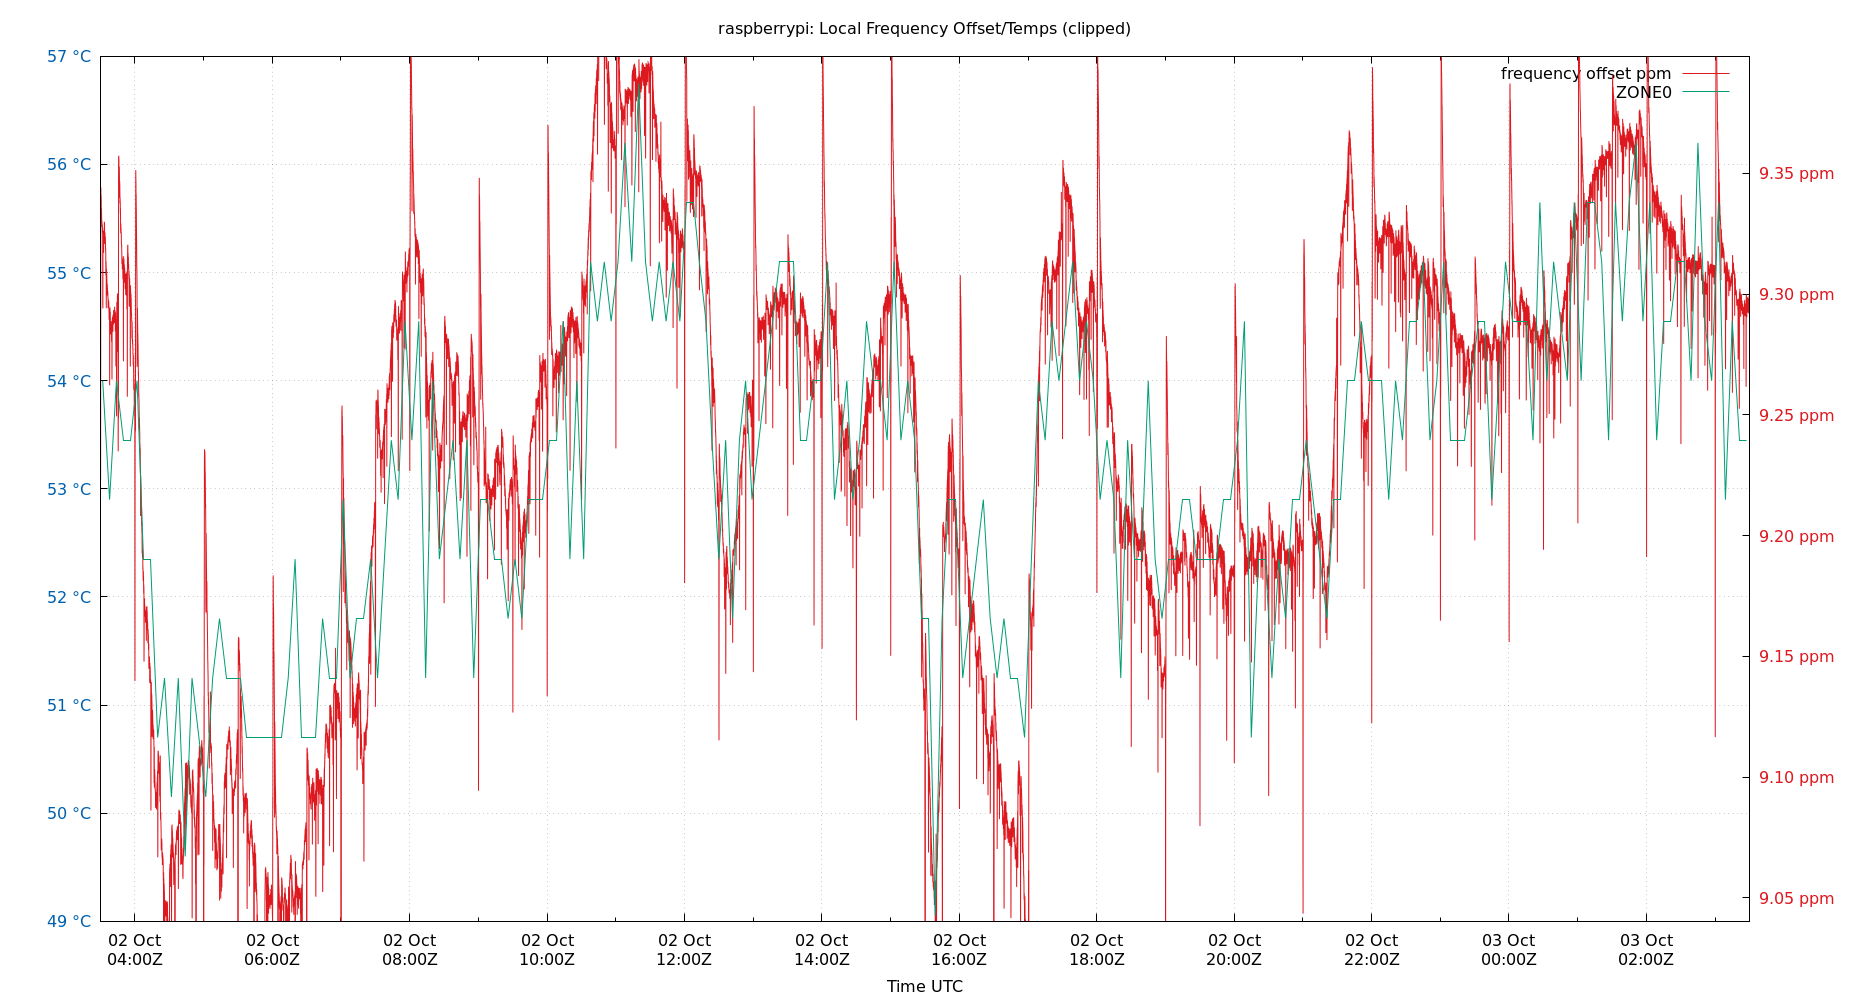 raspberrypi: Local Frequency Offset/Temps (clipped)
57 °C
56 °C
55 °C
54 °C
53 °C
52 °C
51 °C
50 °C
49 °C
frequency offset ppm
ZONE0
9.35 ppm
9.30 ppm
9.25 ppm
9.20 ppm
9.15 ppm
9.10 ppm
9.05 ppm
02 Oct 02 Oct 02 Oct 02 Oct 02 Oct 02 Oct 02 Oct 02 Oct 02 Oct 02 Oct 03 Oct 03 Oct
04:00Z 06:00Z 08:00Z 10:00Z 12:00Z 14:00Z 16:00Z 18:00Z 20:00Z 22:00Z 00:00Z 02:00Z
Time UTC